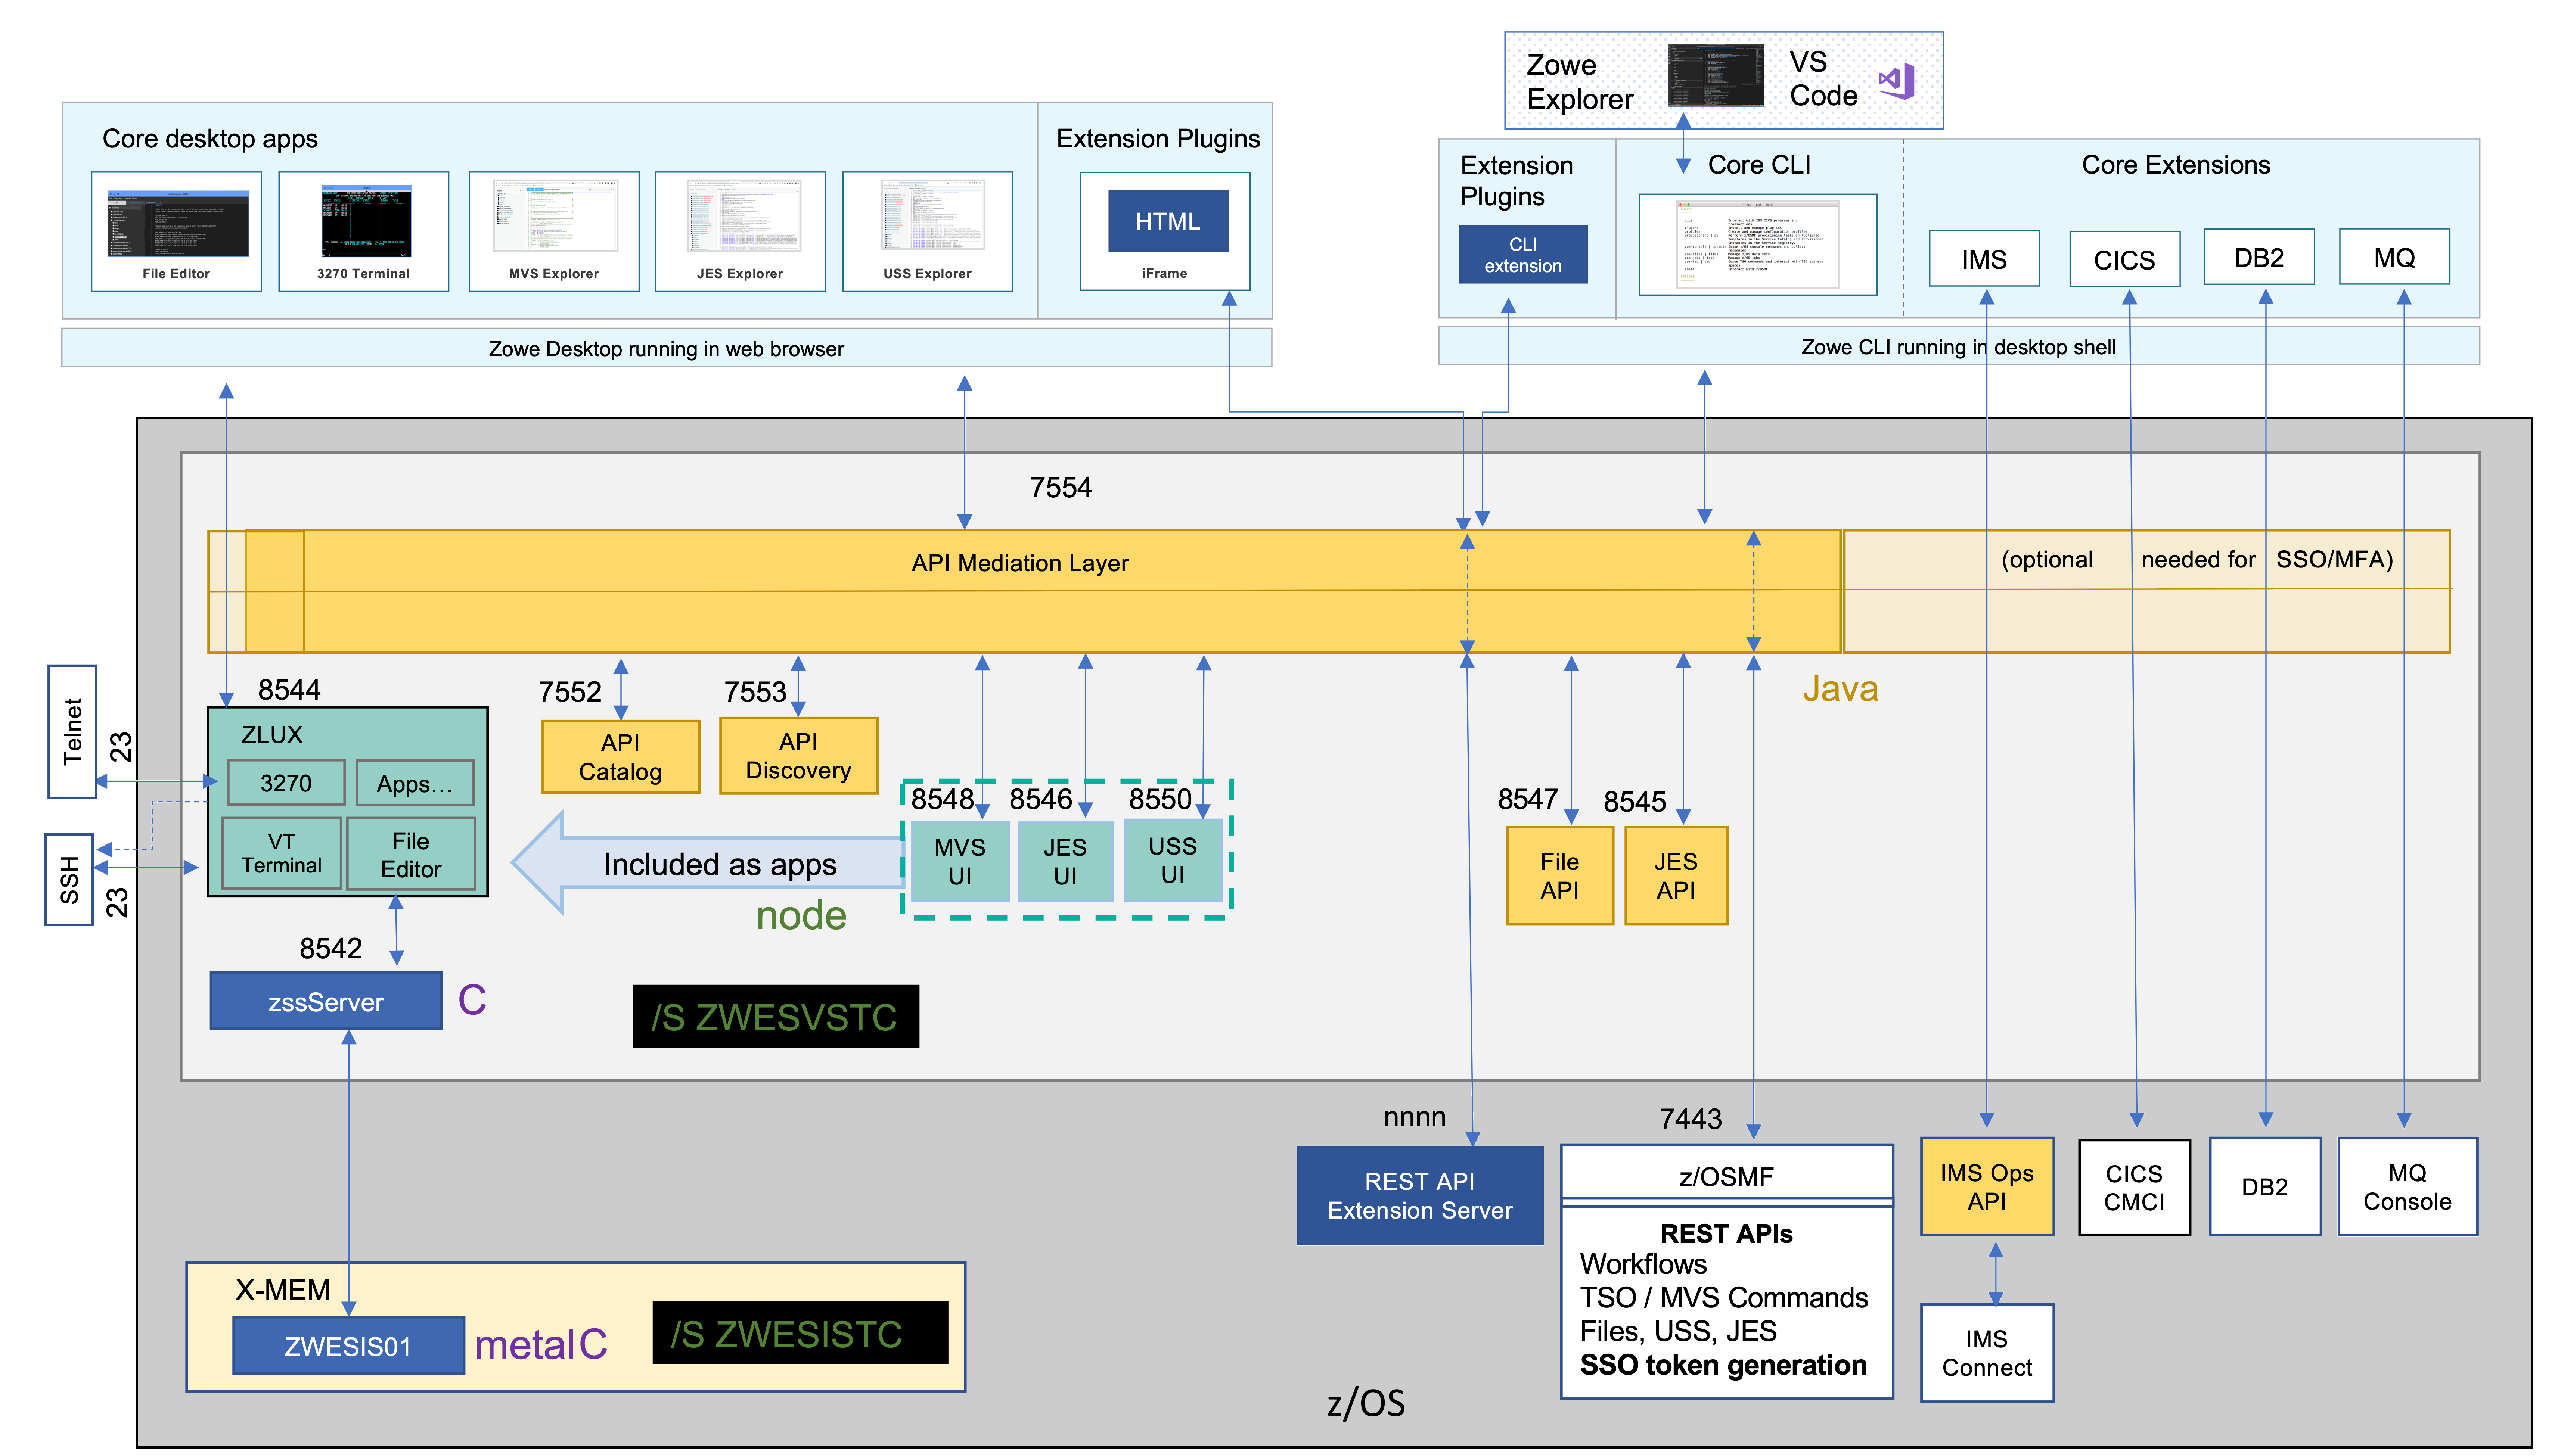 Zowe
Explorer
VS
Code
Core desktop apps
Extension Plugins
File Editor
3270 Terminal
MVS Explorer
JES Explorer
USS Explorer
HTML
iFrame
Zowe Desktop running in web browser
Extension
Plugins
CLI
extension
Core CLI
Core Extensions
IMS
CICS
DB2
MQ
Zowe CLI running in desktop shell
7554
API Mediation Layer
(optional needed for SSO/MFA)
Java
Telnet
23
SSH
23
8544
ZLUX
3270
Apps...
VT
Terminal
File
Editor
7552
API
Catalog
7553
API
Discovery
8548
8546
8550
MVS
UI
JES
UI
USS
UI
Included as apps
node
8547
File
API
8545
JES
API
8542
zssServer
C
/S ZWESVSTC
nnnn
REST API
Extension Server
7443
z/OSMF
REST APIs
Workflows
TSO / MVS Commands
Files, USS, JES
SSO token generation
IMS Ops
API
CICS
CMCI
DB2
MQ
Console
IMS
Connect
X-MEM
ZWESIS01
metalC
/S ZWESISTC
z/OS